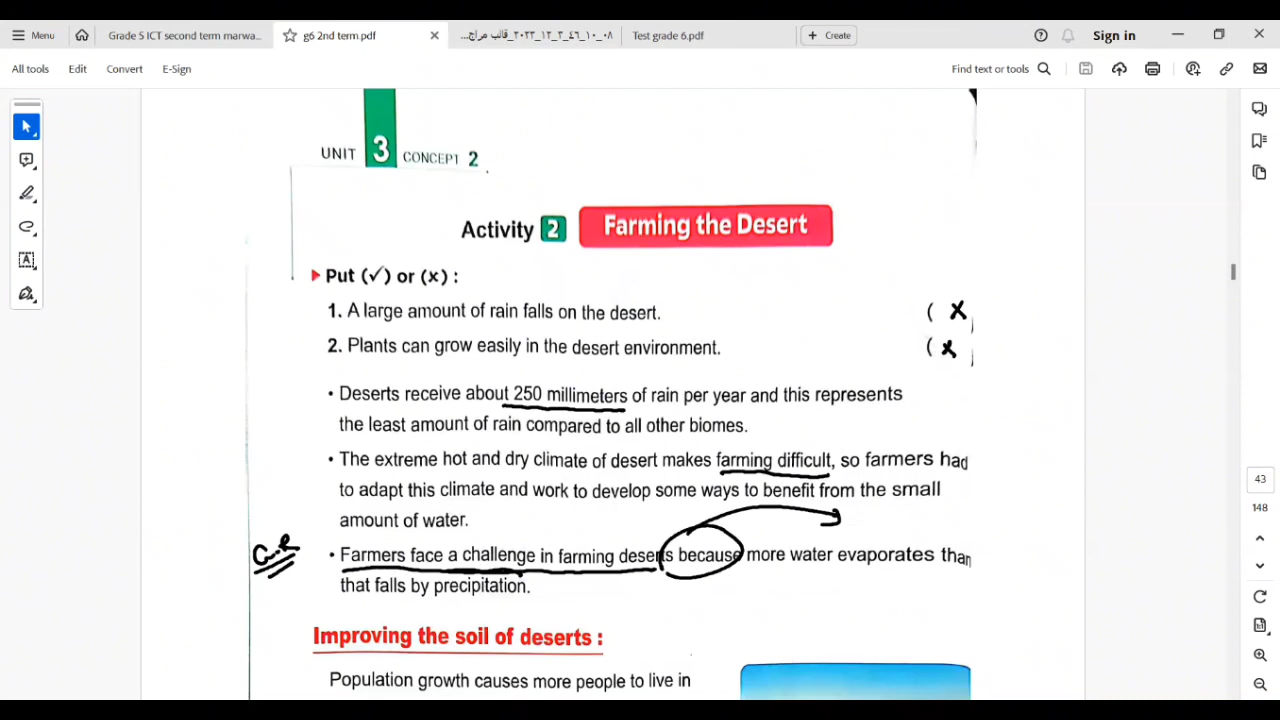 Menu
Grade 5 ICT second term marwa...
g6 2nd term.pdf
Test grade 6.pdf
Create
Sign in
All tools
Edit
Convert
E-Sign
Find text or tools
UNIT 3 CONCEPT 2
Activity 2 Farming the Desert
Put (✓) or (x) :
1. A large amount of rain falls on the desert. ( X
2. Plants can grow easily in the desert environment. ( X
• Deserts receive about 250 millimeters of rain per year and this represents
the least amount of rain compared to all other biomes.
• The extreme hot and dry climate of desert makes farming difficult, so farmers had
to adapt this climate and work to develop some ways to benefit from the small
amount of water.
G.R
• Farmers face a challenge in farming deserts because more water evaporates than
that falls by precipitation.
Improving the soil of deserts :
Population growth causes more people to live in
43
148